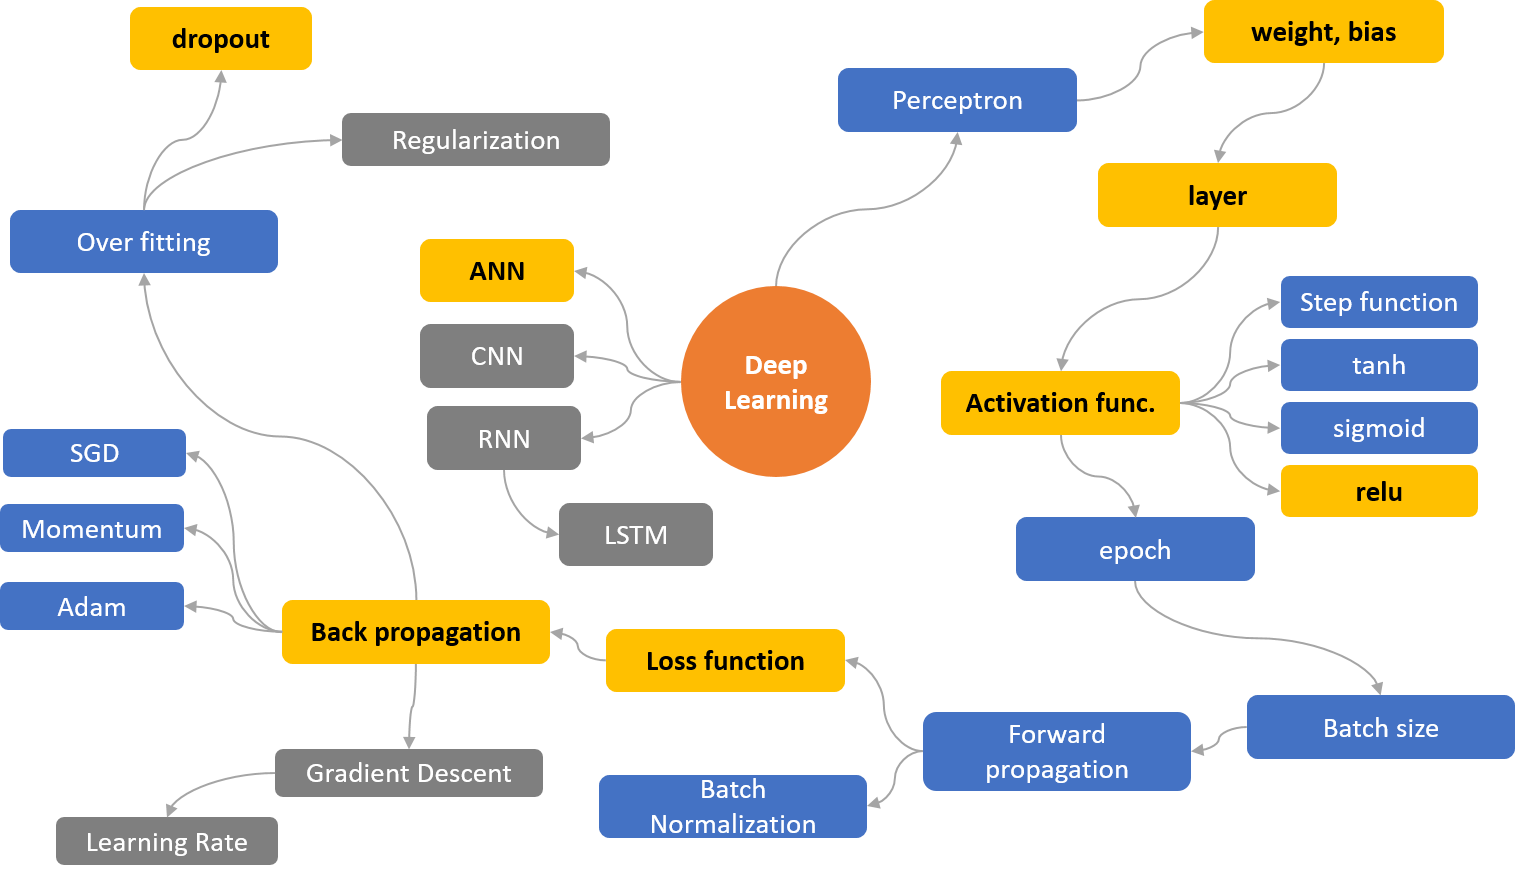 dropout
weight, bias
Perceptron
Regularization
layer
Over fitting
ANN
Step function
CNN
Deep
Learning
tanh
Activation func.
RNN
sigmoid
SGD
relu
Momentum
LSTM
epoch
Adam
Back propagation
Loss function
Forward
propagation
Batch size
Gradient Descent
Batch
Normalization
Learning Rate